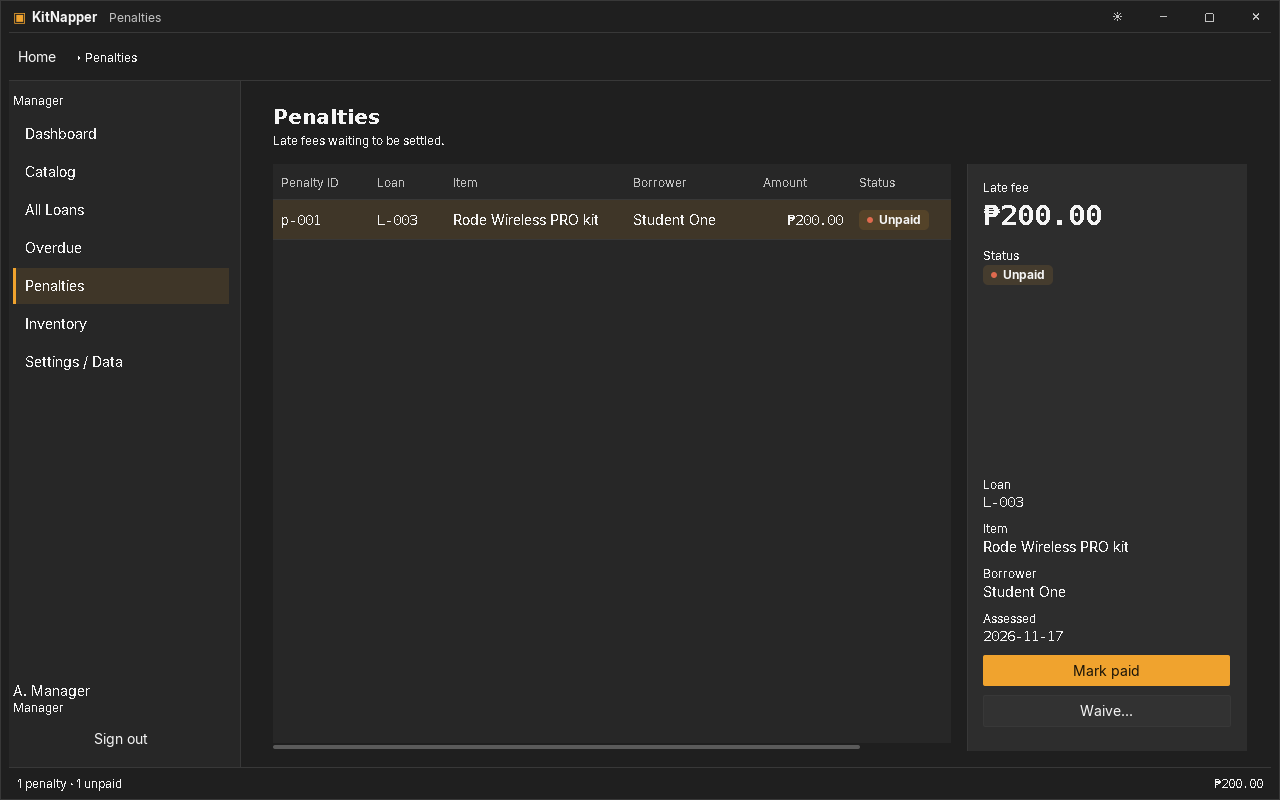 KitNapper Penalties
Home Penalties
Manager
Dashboard
Catalog
All Loans
Overdue
Penalties
Inventory
Settings / Data
A. Manager
Manager
Sign out
Penalties
Late fees waiting to be settled.
Penalty ID Loan Item Borrower Amount Status
p-001 L-003 Rode Wireless PRO kit Student One ₱200.00 Unpaid
Late fee
₱200.00
Status
Unpaid
Loan
L-003
Item
Rode Wireless PRO kit
Borrower
Student One
Assessed
2026-11-17
Mark paid
Waive...
1 penalty · 1 unpaid ₱200.00